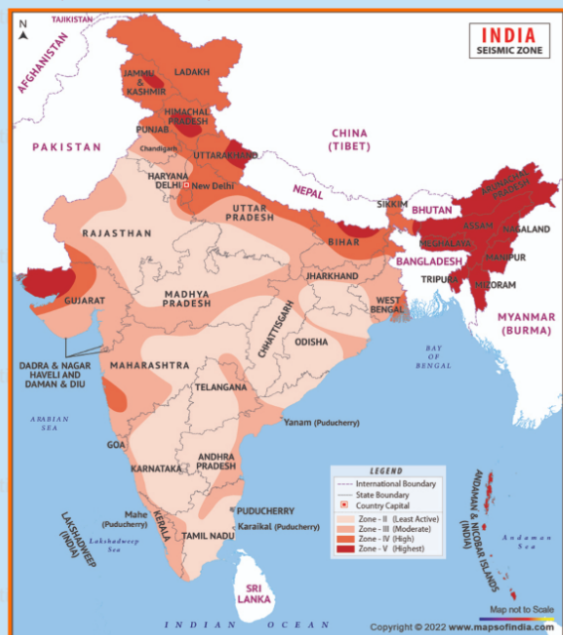 N
INDIA
SEISMIC ZONE
TAJIKISTAN
AFGHANISTAN
PAKISTAN
CHINA
(TIBET)
NEPAL
BHUTAN
BANGLADESH
MYANMAR
(BURMA)
SRI
LANKA
LADAKH
JAMMU
&
KASHMIR
HIMACHAL
PRADESH
PUNJAB
Chandigarh
UTTARAKHAND
HARYANA
DELHI
New Delhi
UTTAR
PRADESH
RAJASTHAN
SIKKIM
ARUNACHAL
PRADESH
ASSAM
NAGALAND
MEGHALAYA
MANIPUR
TRIPURA
MIZORAM
BIHAR
JHARKHAND
WEST
BENGAL
GUJARAT
MADHYA
PRADESH
CHHATTISGARH
ODISHA
DADRA & NAGAR
HAVELI AND
DAMAN & DIU
MAHARASHTRA
TELANGANA
Yanam (Puducherry)
GOA
KARNATAKA
ANDHRA
PRADESH
Mahe
(Puducherry)
KERALA
TAMIL NADU
PUDUCHERRY
Karaikal (Puducherry)
LAKSHADWEEP
(INDIA)
Lakshadweep
Sea
ARABIAN
SEA
BAY
OF
BENGAL
ANDAMAN & NICOBAR ISLANDS
(INDIA)
Andaman
Sea
INDIAN OCEAN
LEGEND
International Boundary
State Boundary
Country Capital
Zone - II (Least Active)
Zone - III (Moderate)
Zone - IV (High)
Zone - V (Highest)
Map not to Scale
Copyright © 2022 www.mapsofindia.com